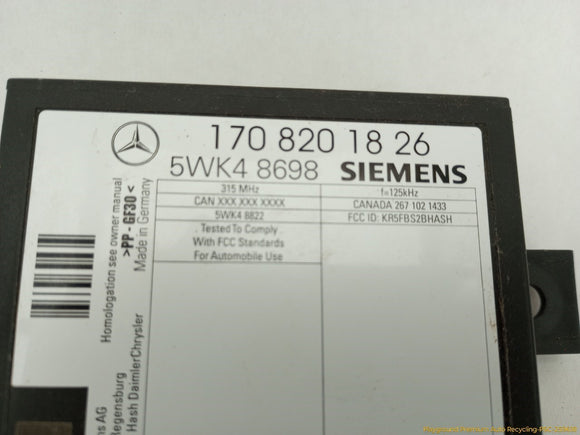 170 820 18 26
5WK4 8698 SIEMENS
315 MHz
f=125kHz
CAN XXX XXX XXXX
CANADA 267 102 1433
5WK4 8822
FCC ID: KR5FBS2BHASH
. Tested To Comply .
With FCC Standards
For Automobile Use
Homologation see owner manual
>PP - GF30<
Made in Germany
ns AG
Regensburg
Hash DaimlerChrysler